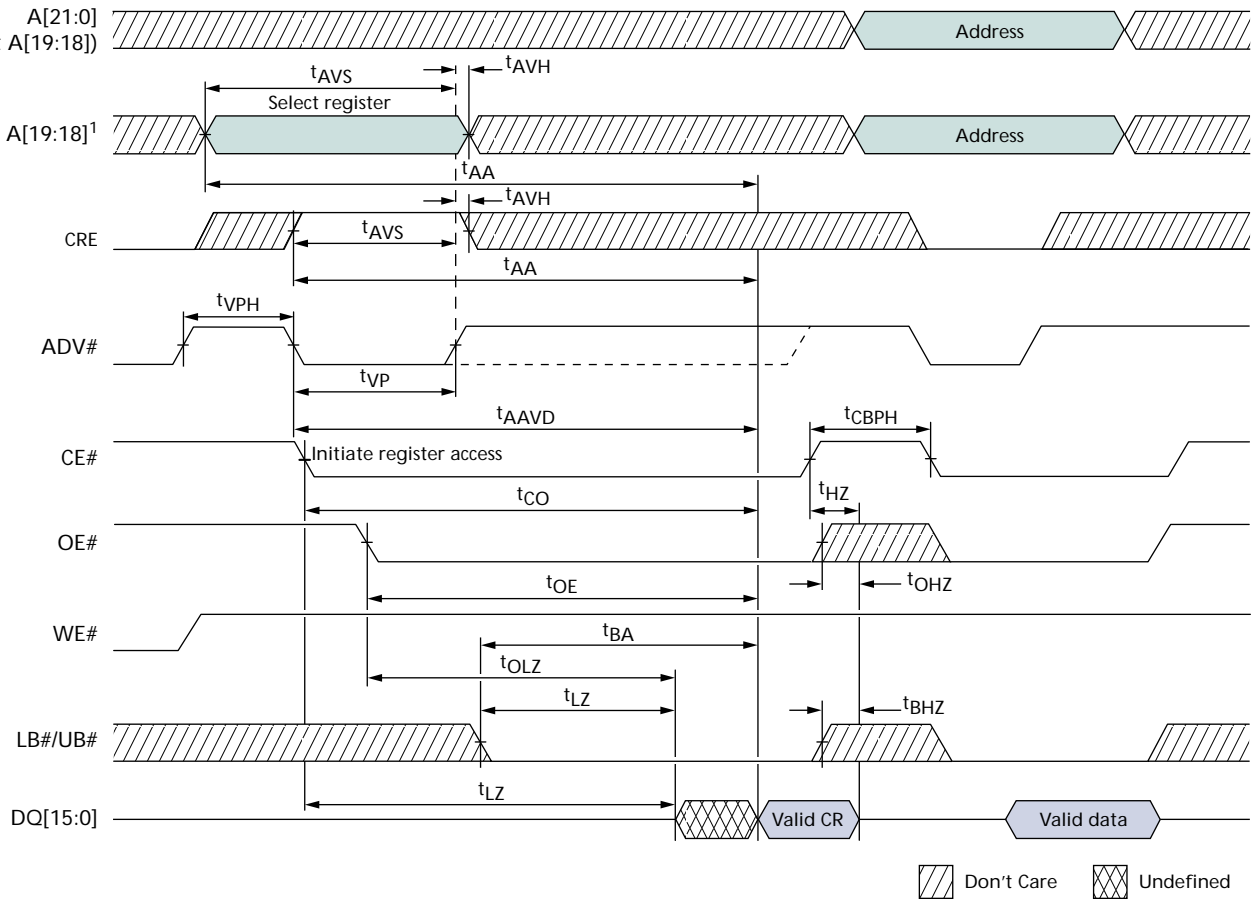 A[21:0]
A[19:18])
Address
tAVS
tAVH
Select register
A[19:18]1
Address
tAA
tAVH
CRE
tAVS
tAA
tVPH
ADV#
tVP
tAAVD
tCBPH
CE#
Initiate register access
tCO
tHZ
OE#
tOE
tOHZ
WE#
tBA
tOLZ
tLZ
tBHZ
LB#/UB#
tLZ
DQ[15:0]
Valid CR
Valid data
Don't Care
Undefined